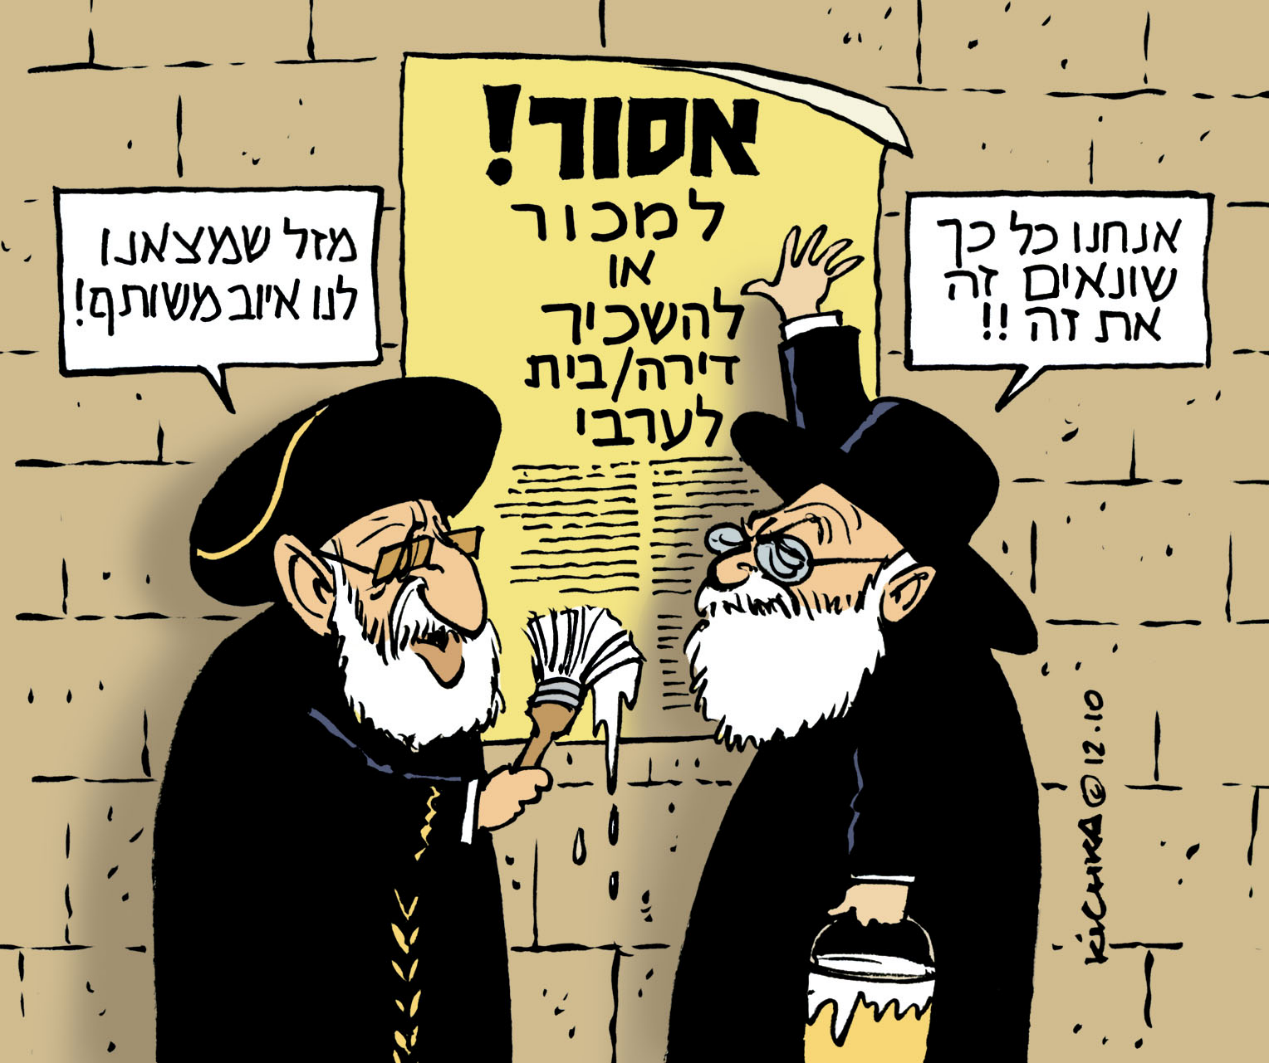 אסור!
למכור
או
להשכיר
דירה/בית
לערבי
אנחנו כל כך
שונאים זה
את זה!!
מזל שמצאנו
לנו אויב משותף!
KICHKA © 12.10